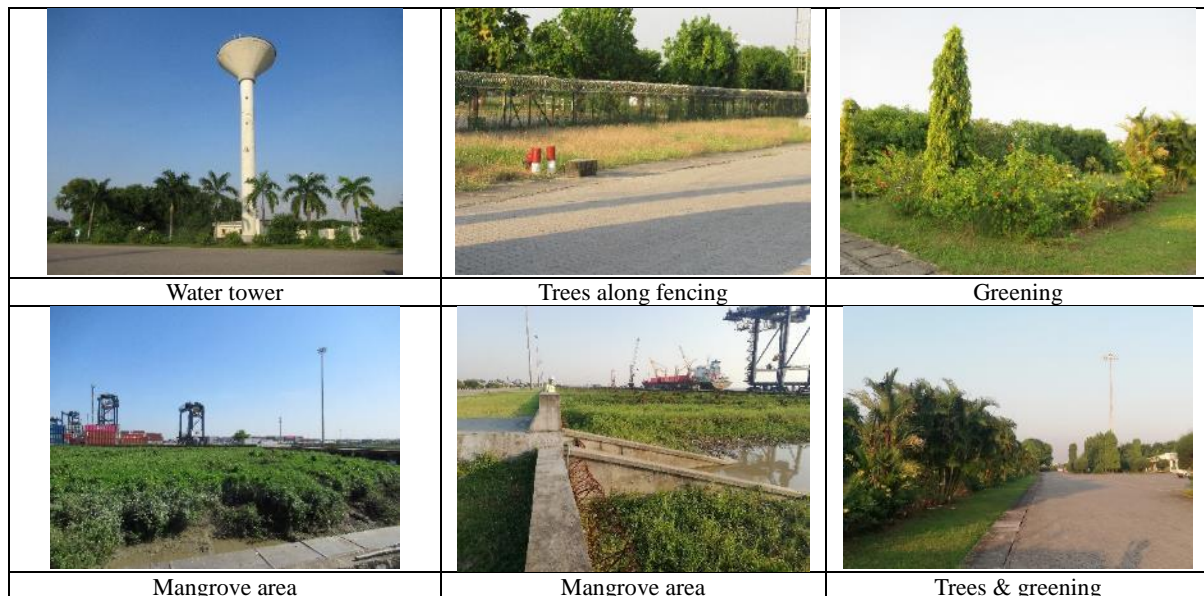 Water tower
Trees along fencing
Greening
Mangrove area
Mangrove area
Trees & greening